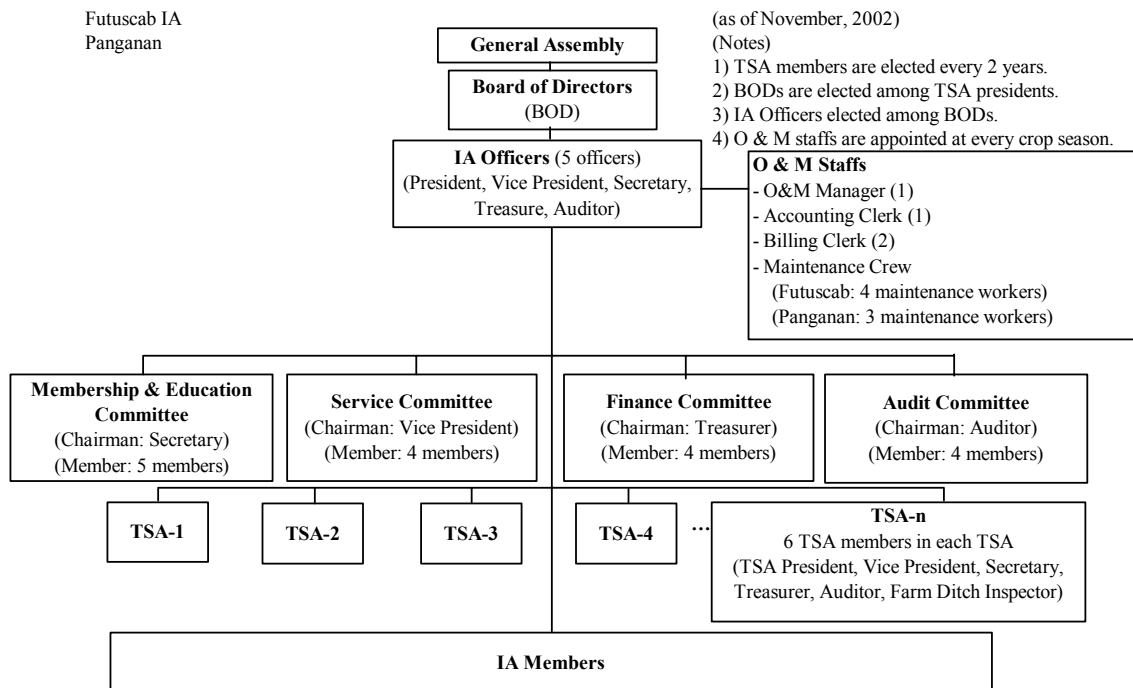 Futuscab IA
Panganan
(as of November, 2002)
(Notes)
1) TSA members are elected every 2 years.
2) BODs are elected among TSA presidents.
3) IA Officers elected among BODs.
4) O & M staffs are appointed at every crop season.
General Assembly
Board of Directors
(BOD)
IA Officers (5 officers)
(President, Vice President, Secretary,
Treasure, Auditor)
O & M Staffs
- O&M Manager (1)
- Accounting Clerk (1)
- Billing Clerk (2)
- Maintenance Crew
(Futuscab: 4 maintenance workers)
(Panganan: 3 maintenance workers)
Membership & Education
Committee
(Chairman: Secretary)
(Member: 5 members)
Service Committee
(Chairman: Vice President)
(Member: 4 members)
Finance Committee
(Chairman: Treasurer)
(Member: 4 members)
Audit Committee
(Chairman: Auditor)
(Member: 4 members)
TSA-1
TSA-2
TSA-3
TSA-4
...
TSA-n
6 TSA members in each TSA
(TSA President, Vice President, Secretary,
Treasurer, Auditor, Farm Ditch Inspector)
IA Members